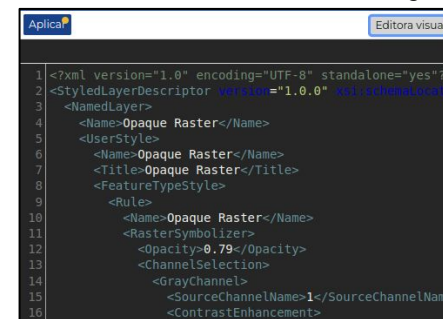 Aplicar Editora visua
1 <?xml version="1.0" encoding="UTF-8" standalone="yes"?
2 <StyledLayerDescriptor version="1.0.0" xsi:schemaLocat
3 <NamedLayer>
4 <Name>Opaque Raster</Name>
5 <UserStyle>
6 <Name>Opaque Raster</Name>
7 <Title>Opaque Raster</Title>
8 <FeatureTypeStyle>
9 <Rule>
10 <Name>Opaque Raster</Name>
11 <RasterSymbolizer>
12 <Opacity>0.79</Opacity>
13 <ChannelSelection>
14 <GrayChannel>
15 <SourceChannelName>1</SourceChannelNam
16 <ContrastEnhancement>